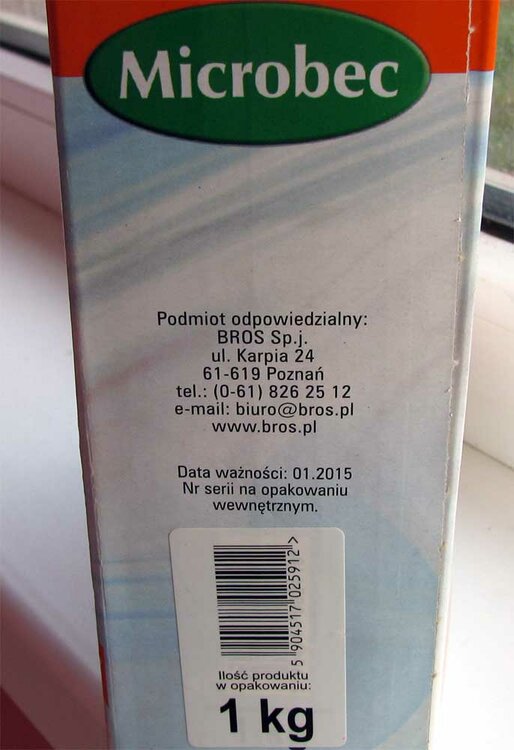 Microbec
Podmiot odpowiedzialny:
BROS Sp.j.
ul. Karpia 24
61-619 Poznań
tel.: (0-61) 826 25 12
e-mail: biuro@bros.pl
www.bros.pl
Data ważności: 01.2015
Nr serii na opakowaniu
wewnętrznym.
5 904517 025912 >
Ilość produktu
w opakowaniu:
1 kg